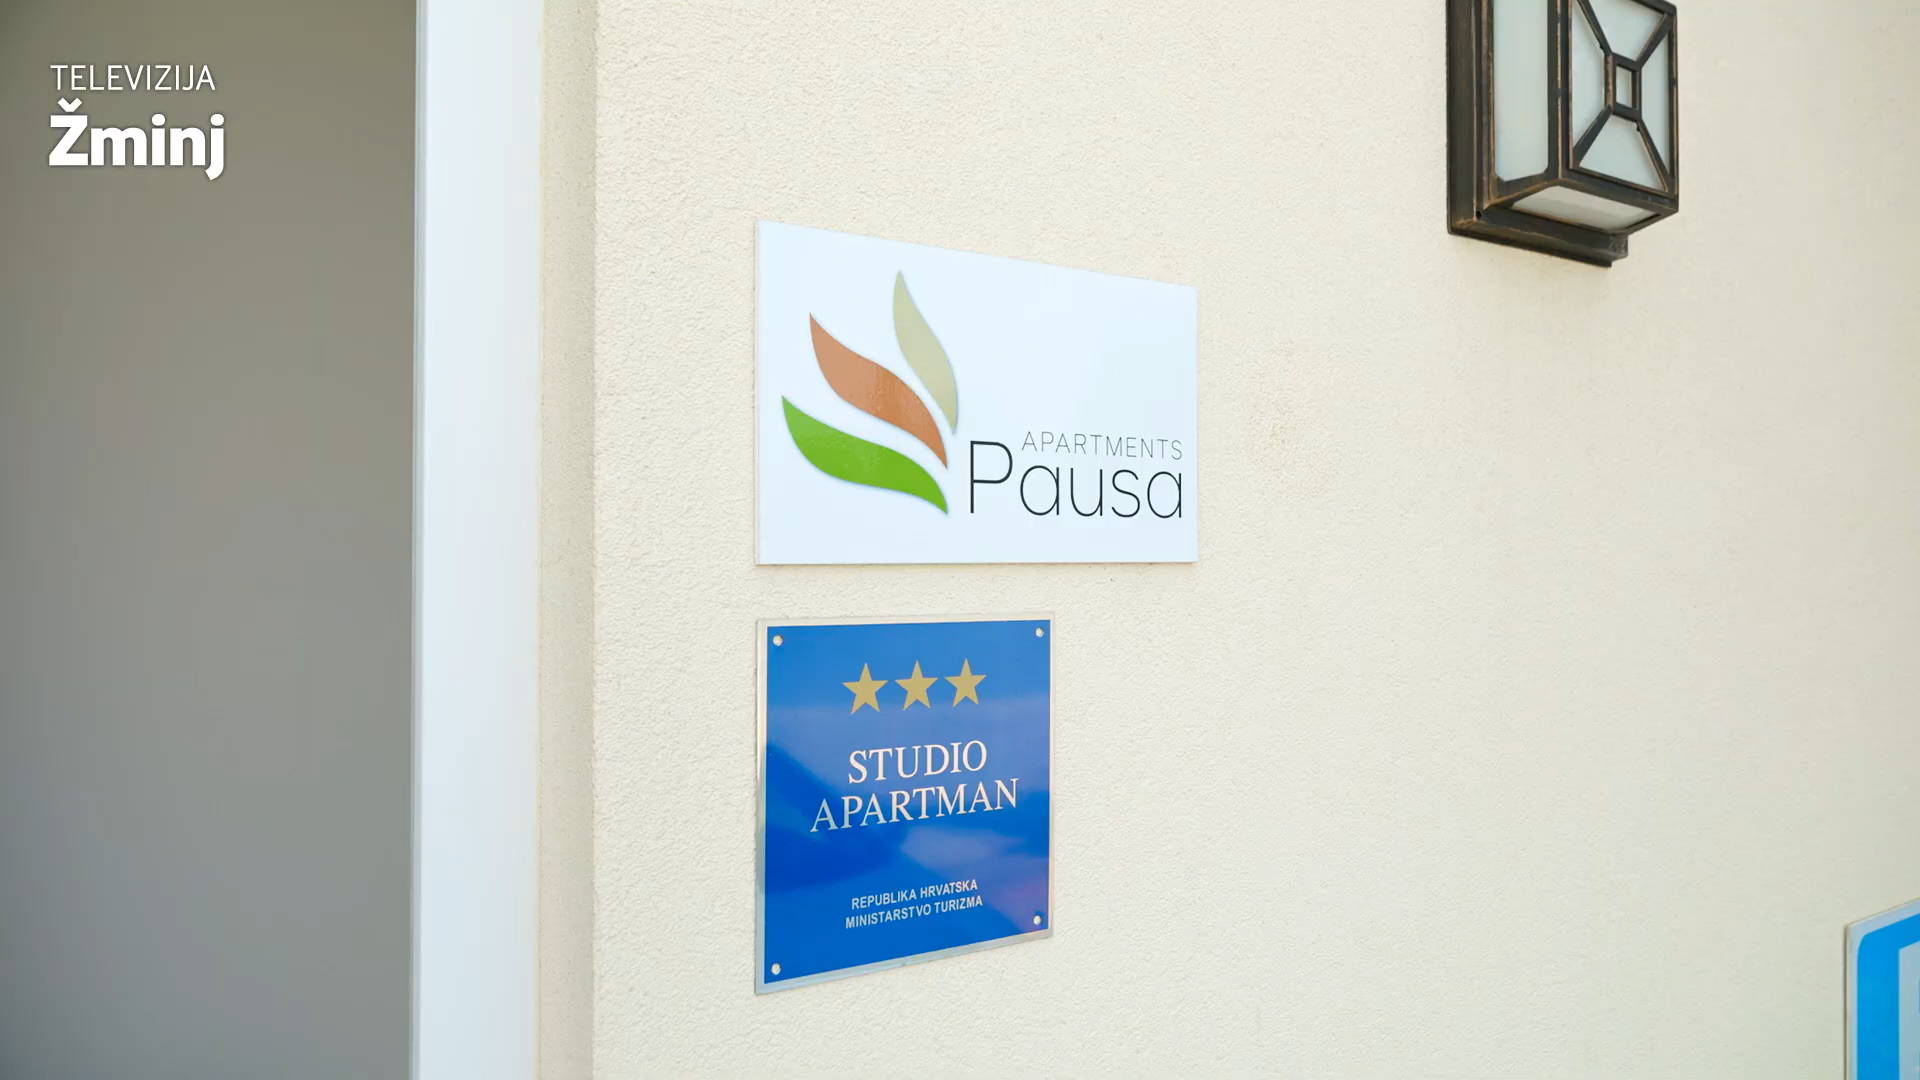 TELEVIZIJA
Žminj
APARTMENTS
Pausa
STUDIO
APARTMAN
REPUBLIKA HRVATSKA
MINISTARSTVO TURIZMA